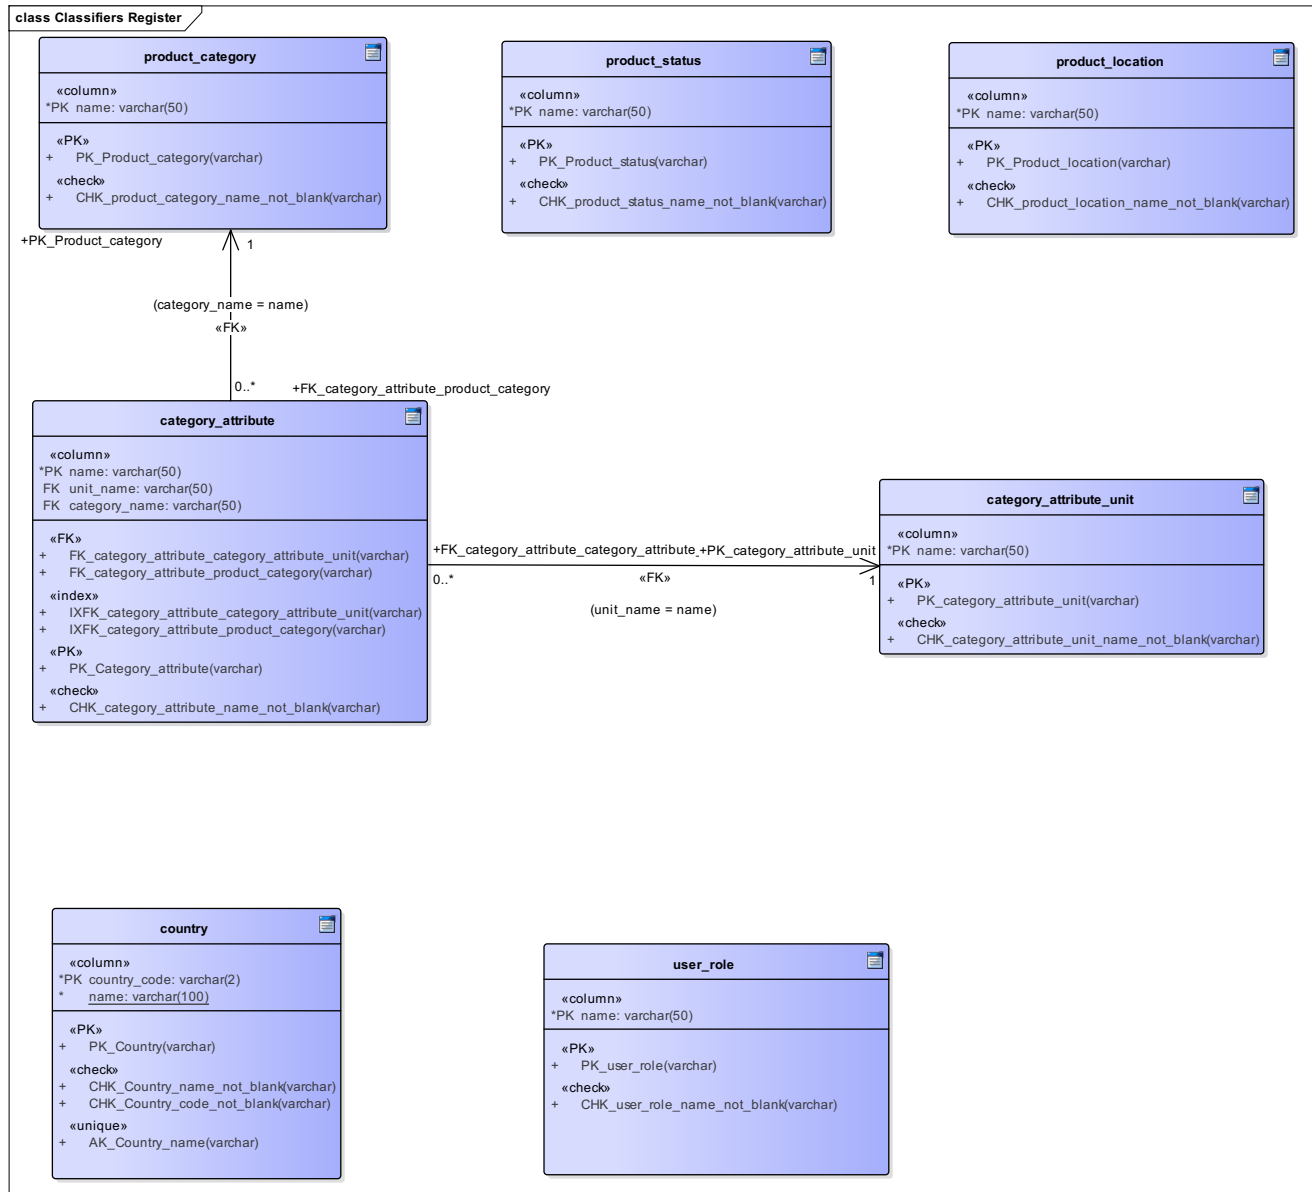 class Classifiers Register
product_category
«column»
*PK name: varchar(50)
«PK»
+ PK_Product_category(varchar)
«check»
+ CHK_product_category_name_not_blank(varchar)
product_status
«column»
*PK name: varchar(50)
«PK»
+ PK_Product_status(varchar)
«check»
+ CHK_product_status_name_not_blank(varchar)
product_location
«column»
*PK name: varchar(50)
«PK»
+ PK_Product_location(varchar)
«check»
+ CHK_product_location_name_not_blank(varchar)
+PK_Product_category
1
(category_name = name)
«FK»
0..*
+FK_category_attribute_product_category
category_attribute
«column»
*PK name: varchar(50)
FK unit_name: varchar(50)
FK category_name: varchar(50)
«FK»
+ FK_category_attribute_category_attribute_unit(varchar)
+ FK_category_attribute_product_category(varchar)
«index»
+ IXFK_category_attribute_category_attribute_unit(varchar)
+ IXFK_category_attribute_product_category(varchar)
«PK»
+ PK_Category_attribute(varchar)
«check»
+ CHK_category_attribute_name_not_blank(varchar)
+FK_category_attribute_category_attribute_
+PK_category_attribute_unit
0..*
«FK»
1
(unit_name = name)
category_attribute_unit
«column»
*PK name: varchar(50)
«PK»
+ PK_category_attribute_unit(varchar)
«check»
+ CHK_category_attribute_unit_name_not_blank(varchar)
country
«column»
*PK country_code: varchar(2)
* name: varchar(100)
«PK»
+ PK_Country(varchar)
«check»
+ CHK_Country_name_not_blank(varchar)
+ CHK_Country_code_not_blank(varchar)
«unique»
+ AK_Country_name(varchar)
user_role
«column»
*PK name: varchar(50)
«PK»
+ PK_user_role(varchar)
«check»
+ CHK_user_role_name_not_blank(varchar)